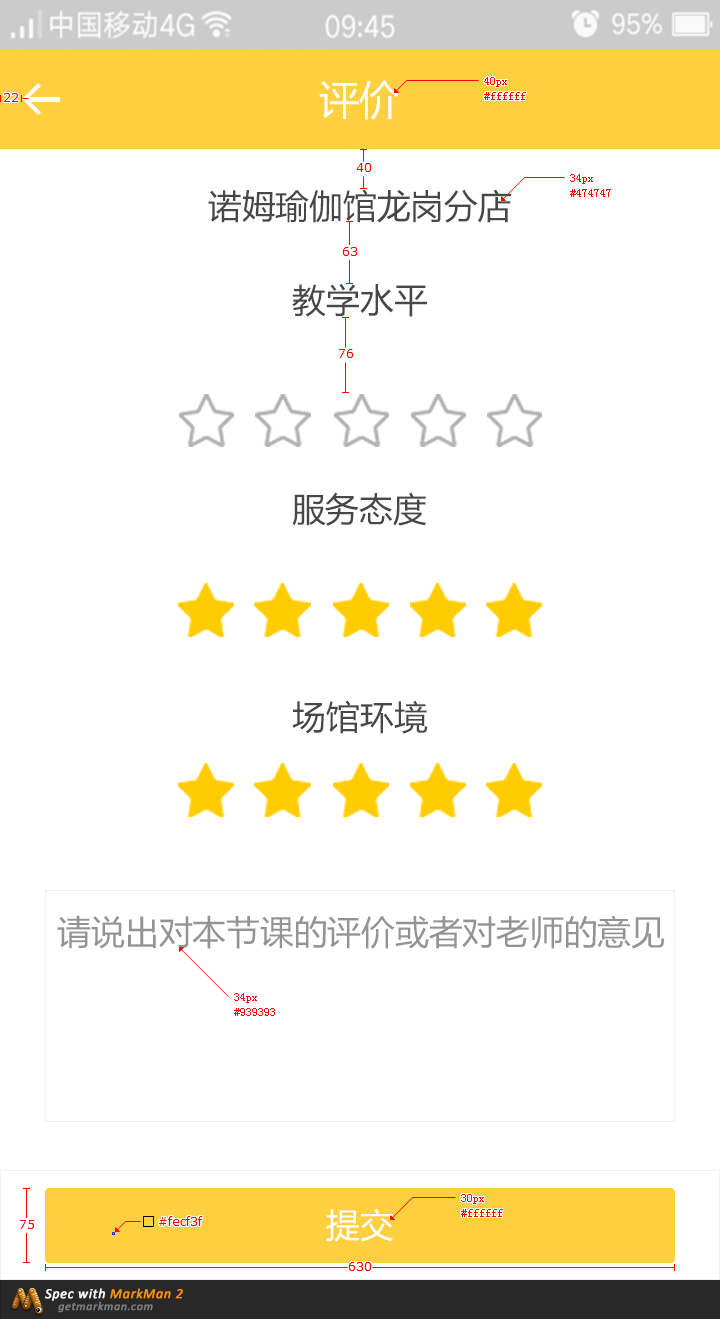 中国移动4G 09:45 95%
22 评价 40px
#ffffff
40
34px
#474747
诺姆瑜伽馆龙岗分店
63
教学水平
76
服务态度
场馆环境
请说出对本节课的评价或者对老师的意见
34px
#939393
75 #fecf3f 提交 30px
#ffffff
630
Spec with MarkMan 2
getmarkman.com